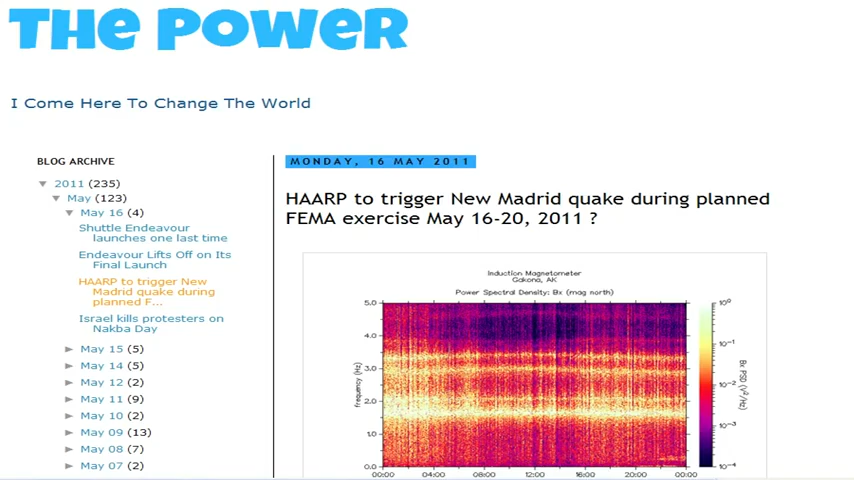 THE POWER
I Come Here To Change The World
BLOG ARCHIVE
▼ 2011 (235)
▼ May (123)
▼ May 16 (4)
Shuttle Endeavour
launches one last time
Endeavour Lifts Off on Its
Final Launch
HAARP to trigger New
Madrid quake during
planned F...
Israel kills protesters on
Nakba Day
► May 15 (5)
► May 14 (5)
► May 12 (2)
► May 11 (9)
► May 10 (2)
► May 09 (13)
► May 08 (7)
► May 07 (2)
MONDAY, 16 MAY 2011
HAARP to trigger New Madrid quake during planned
FEMA exercise May 16-20, 2011 ?
Induction Magnetometer
Gakona, AK
Power Spectral Density: Bx (mag north)
5.0
4.0
3.0
2.0
1.0
0.0
frequency (Hz)
00:00 04:00 08:00 12:00 16:00 20:00 00:00
10⁰
10⁻¹
10⁻²
10⁻³
10⁻⁴
Bx PSD (V²/Hz)